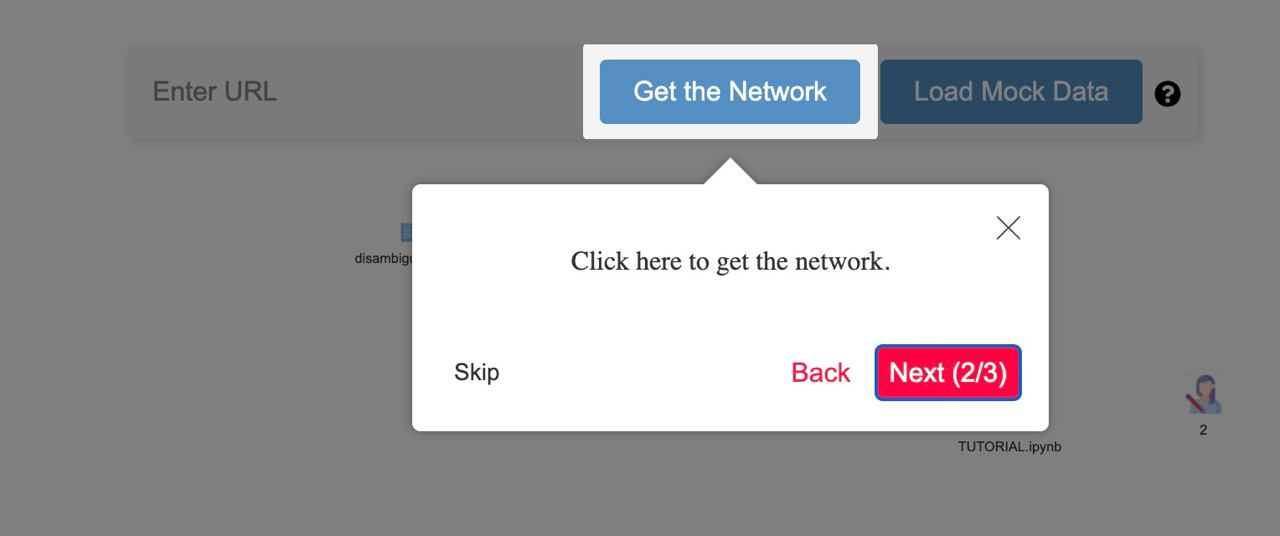 Enter URL
Get the Network
Load Mock Data
?
Click here to get the network.
Skip
Back
Next (2/3)
2
TUTORIAL.ipynb